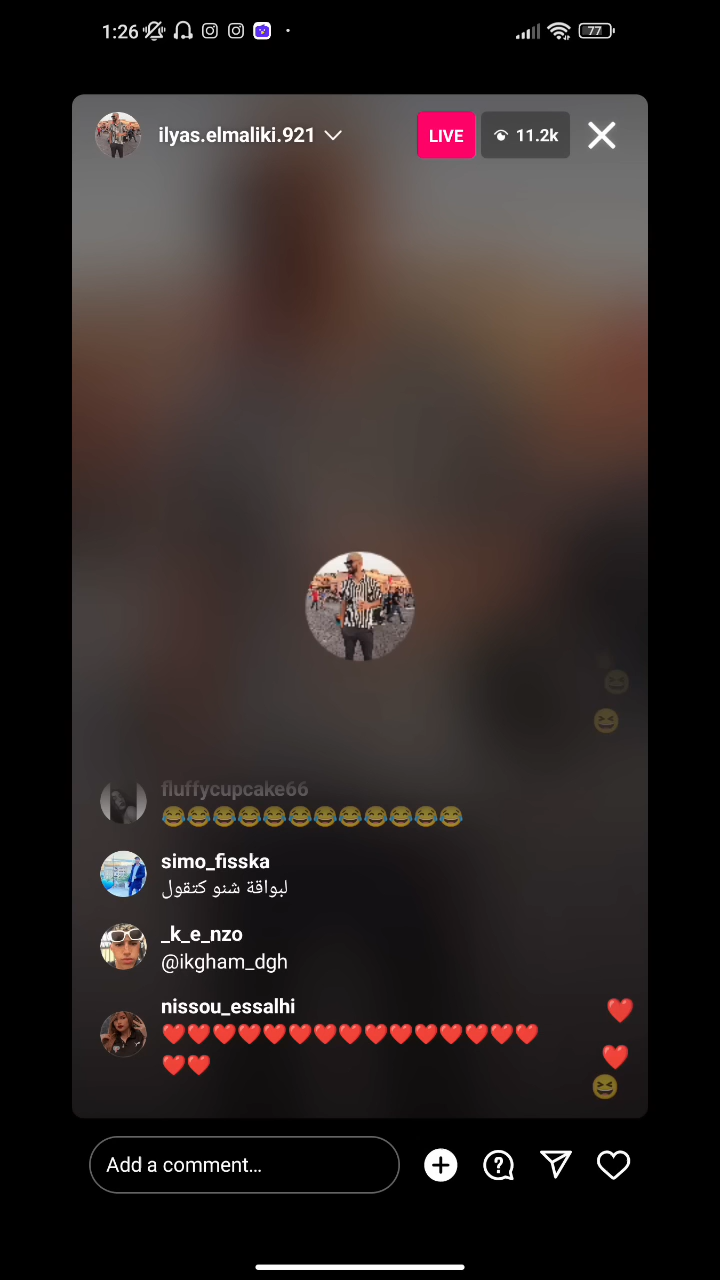 1:26
77
ilyas.elmaliki.921
LIVE
11.2k
fluffycupcake66
😂😂😂😂😂😂😂😂😂😂😂😂
simo_fisska
لبواقة شنو كتقول
_k_e_nzo
@ikgham_dgh
nissou_essalhi
❤️❤️❤️❤️❤️❤️❤️❤️❤️❤️❤️❤️❤️❤️❤️
❤️❤️
Add a comment...